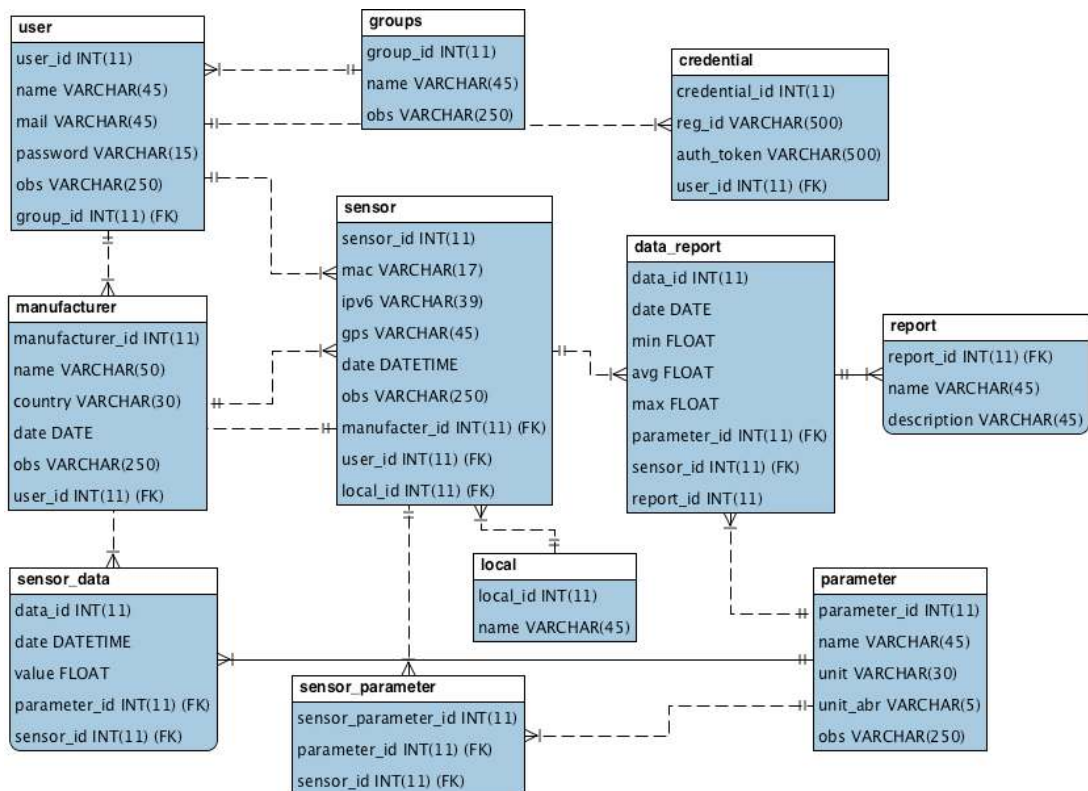 user
user_id INT(11)
name VARCHAR(45)
mail VARCHAR(45)
password VARCHAR(15)
obs VARCHAR(250)
group_id INT(11) (FK)
groups
group_id INT(11)
name VARCHAR(45)
obs VARCHAR(250)
credential
credential_id INT(11)
reg_id VARCHAR(500)
auth_token VARCHAR(500)
user_id INT(11) (FK)
sensor
sensor_id INT(11)
mac VARCHAR(17)
ipv6 VARCHAR(39)
gps VARCHAR(45)
date DATETIME
obs VARCHAR(250)
manufacter_id INT(11) (FK)
user_id INT(11) (FK)
local_id INT(11) (FK)
data_report
data_id INT(11)
date DATE
min FLOAT
avg FLOAT
max FLOAT
parameter_id INT(11) (FK)
sensor_id INT(11) (FK)
report_id INT(11)
report
report_id INT(11) (FK)
name VARCHAR(45)
description VARCHAR(45)
manufacturer
manufacturer_id INT(11)
name VARCHAR(50)
country VARCHAR(30)
date DATE
obs VARCHAR(250)
user_id INT(11) (FK)
local
local_id INT(11)
name VARCHAR(45)
parameter
parameter_id INT(11)
name VARCHAR(45)
unit VARCHAR(30)
unit_abr VARCHAR(5)
obs VARCHAR(250)
sensor_data
data_id INT(11)
date DATETIME
value FLOAT
parameter_id INT(11) (FK)
sensor_id INT(11) (FK)
sensor_parameter
sensor_parameter_id INT(11)
parameter_id INT(11) (FK)
sensor_id INT(11) (FK)